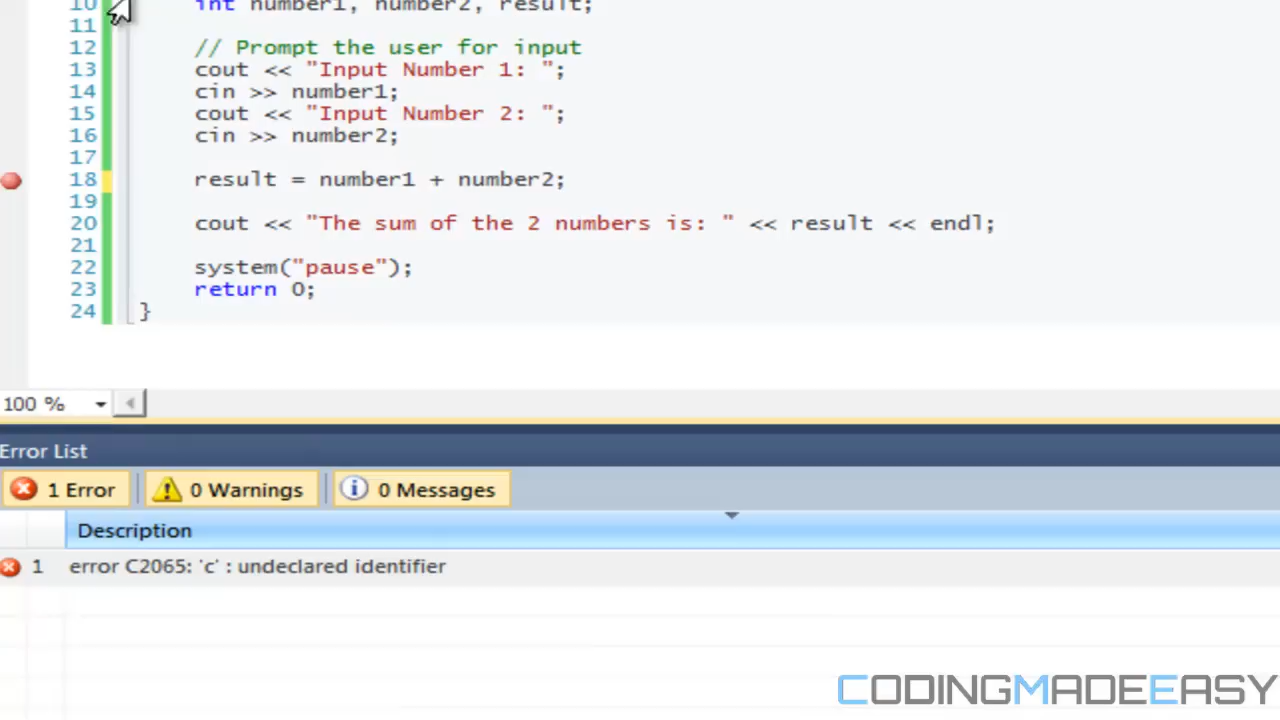 10 int number1, number2, result;
11
12 // Prompt the user for input
13 cout << "Input Number 1: ";
14 cin >> number1;
15 cout << "Input Number 2: ";
16 cin >> number2;
17
18 result = number1 + number2;
19
20 cout << "The sum of the 2 numbers is: " << result << endl;
21
22 system("pause");
23 return 0;
24 }
100 %
Error List
1 Error 0 Warnings 0 Messages
Description
1 error C2065: 'c' : undeclared identifier
CODINGMADEEASY